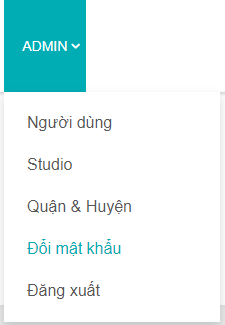 ADMIN
Người dùng
Studio
Quận & Huyện
Đổi mật khẩu
Đăng xuất